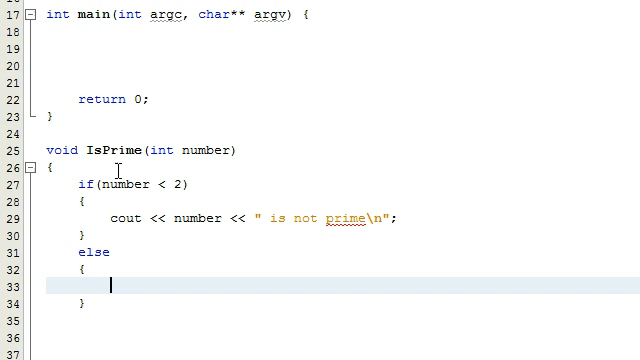 17 int main(int argc, char** argv) {
18
19
20
21
22 return 0;
23 }
24
25 void IsPrime(int number)
26 {
27 if(number < 2)
28 {
29 cout << number << " is not prime\n";
30 }
31 else
32 {
33
34 }
35
36
37